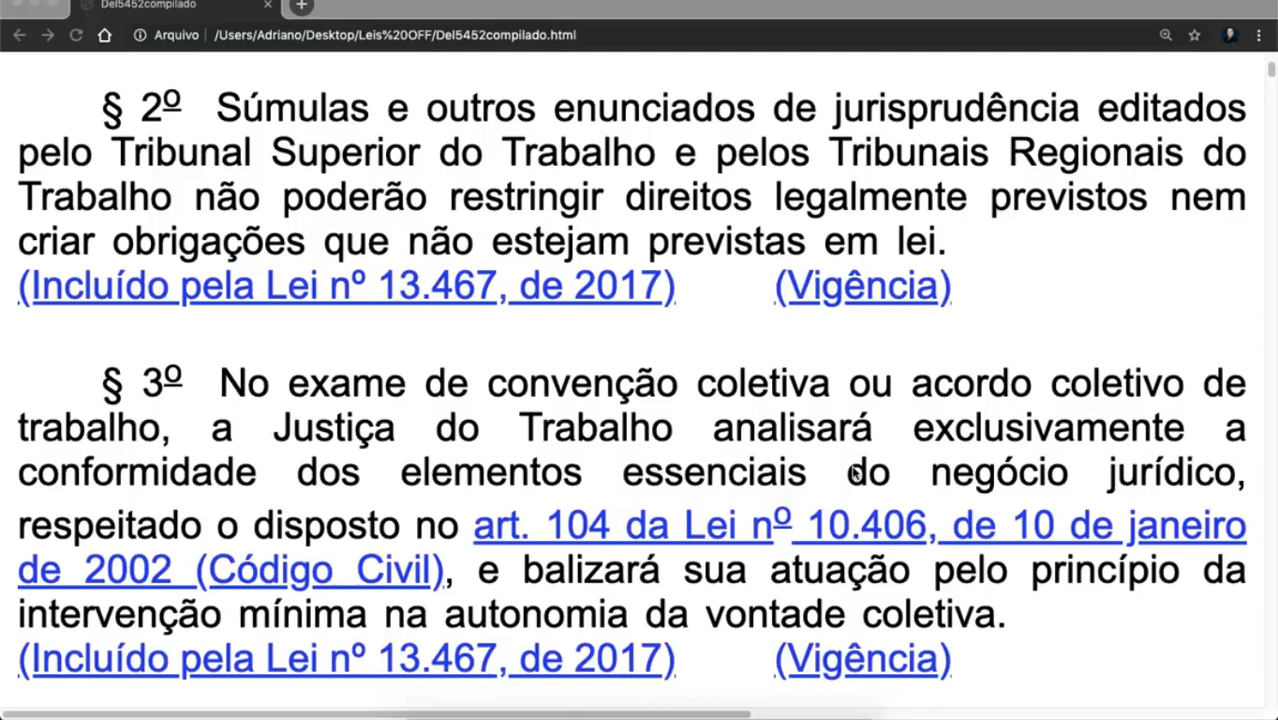 Del5452compilado
Arquivo | /Users/Adriano/Desktop/Leis%20OFF/Del5452compilado.html
§ 2º Súmulas e outros enunciados de jurisprudência editados
pelo Tribunal Superior do Trabalho e pelos Tribunais Regionais do
Trabalho não poderão restringir direitos legalmente previstos nem
criar obrigações que não estejam previstas em lei.
(Incluído pela Lei nº 13.467, de 2017) (Vigência)
§ 3º No exame de convenção coletiva ou acordo coletivo de
trabalho, a Justiça do Trabalho analisará exclusivamente a
conformidade dos elementos essenciais do negócio jurídico,
respeitado o disposto no art. 104 da Lei nº 10.406, de 10 de janeiro
de 2002 (Código Civil), e balizará sua atuação pelo princípio da
intervenção mínima na autonomia da vontade coletiva.
(Incluído pela Lei nº 13.467, de 2017) (Vigência)